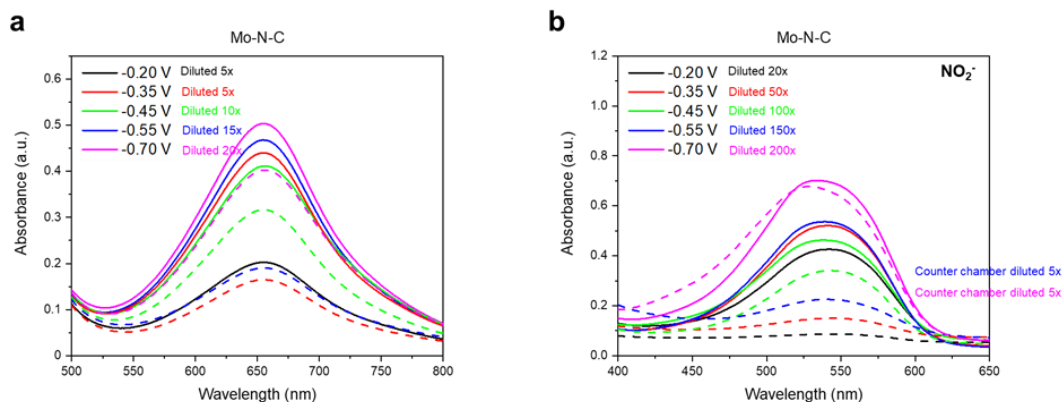 a
Mo-N-C
0.6
0.5
0.4
0.3
0.2
0.1
0.0
Absorbance (a.u.)
-0.20 V Diluted 5x
-0.35 V Diluted 5x
-0.45 V Diluted 10x
-0.55 V Diluted 15x
-0.70 V Diluted 20x
500 550 600 650 700 750 800
Wavelength (nm)
b
Mo-N-C
1.2
1.0
0.8
0.6
0.4
0.2
0.0
Absorbance (a.u.)
-0.20 V Diluted 20x
-0.35 V Diluted 50x
-0.45 V Diluted 100x
-0.55 V Diluted 150x
-0.70 V Diluted 200x
NO₂⁻
Counter chamber diluted 5x
Counter chamber diluted 5x
400 450 500 550 600 650
Wavelength (nm)